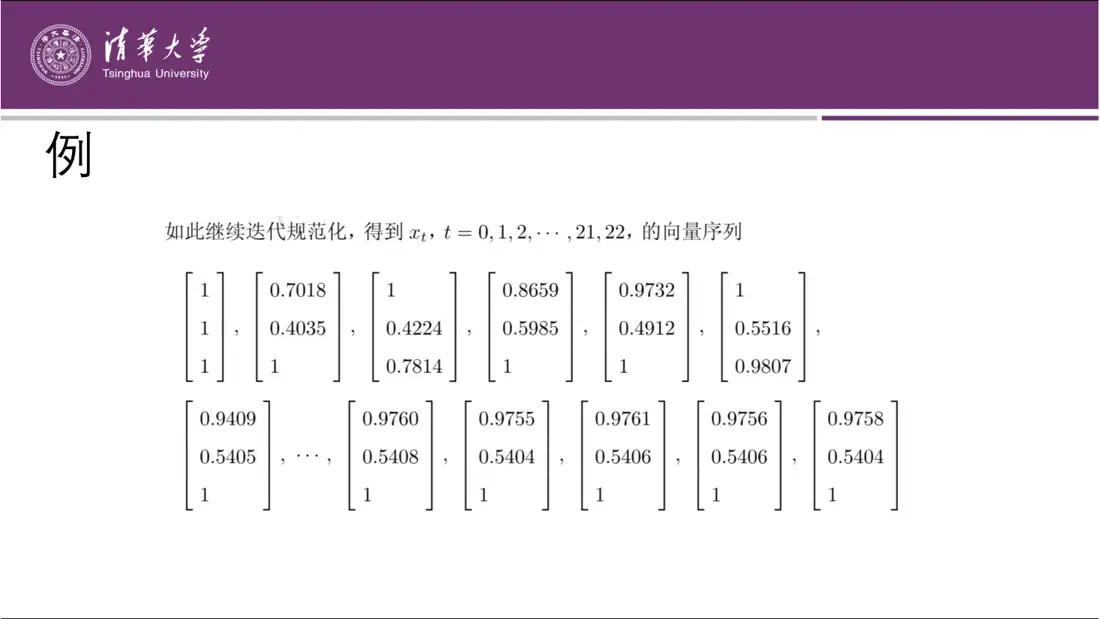 清华大学
Tsinghua University
例
如此继续迭代规范化，得到 xₜ，t = 0, 1, 2, ⋯ , 21, 22，的向量序列
[1 1 1], [0.7018 0.4035 1], [1 0.4224 0.7814], [0.8659 0.5985 1], [0.9732 0.4912 1], [1 0.5516 0.9807],
[0.9409 0.5405 1], ⋯, [0.9760 0.5408 1], [0.9755 0.5404 1], [0.9761 0.5406 1], [0.9756 0.5406 1], [0.9758 0.5404 1]